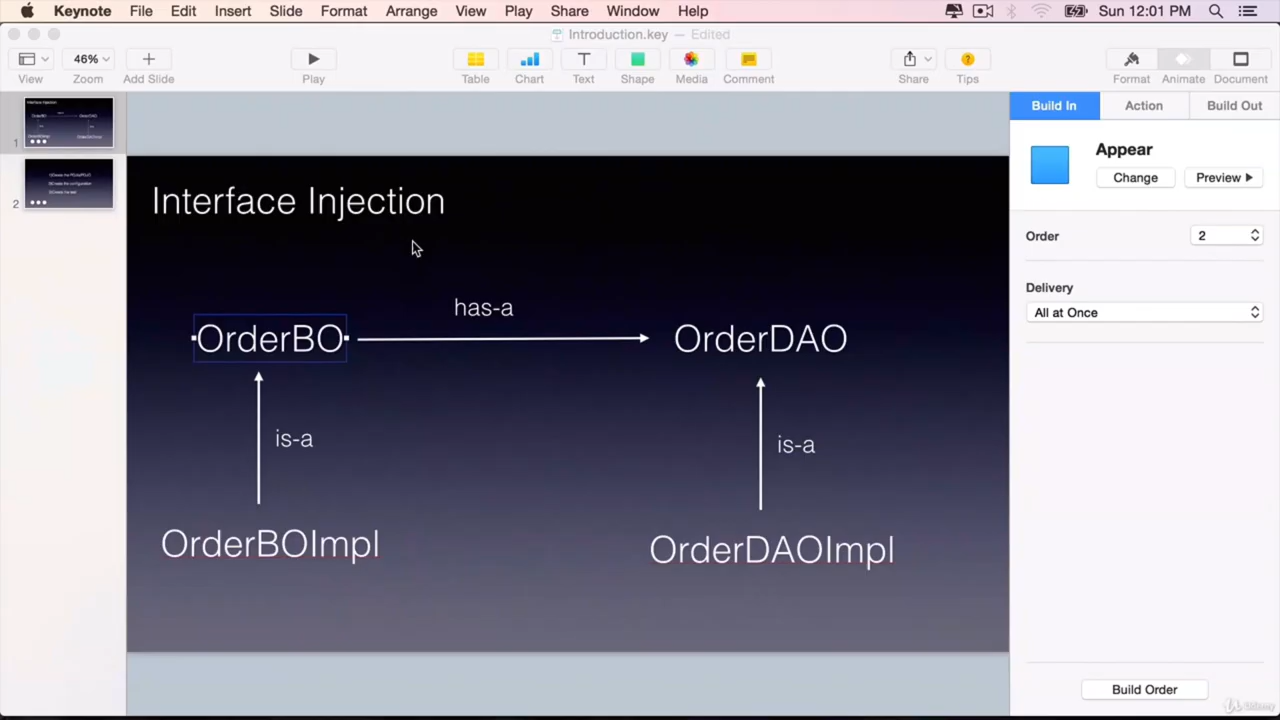 Keynote File Edit Insert Slide Format Arrange View Play Share Window Help Sun 12:01 PM
Introduction.key — Edited
46%
View Zoom Add Slide Play Table Chart Text Shape Media Comment Share Tips Format Animate Document
Build In Action Build Out
1
2
Appear
Change Preview
Order 2
Delivery
All at Once
Interface Injection
has-a
OrderBO OrderDAO
is-a is-a
OrderBOImpl OrderDAOImpl
Build Order
Udemy